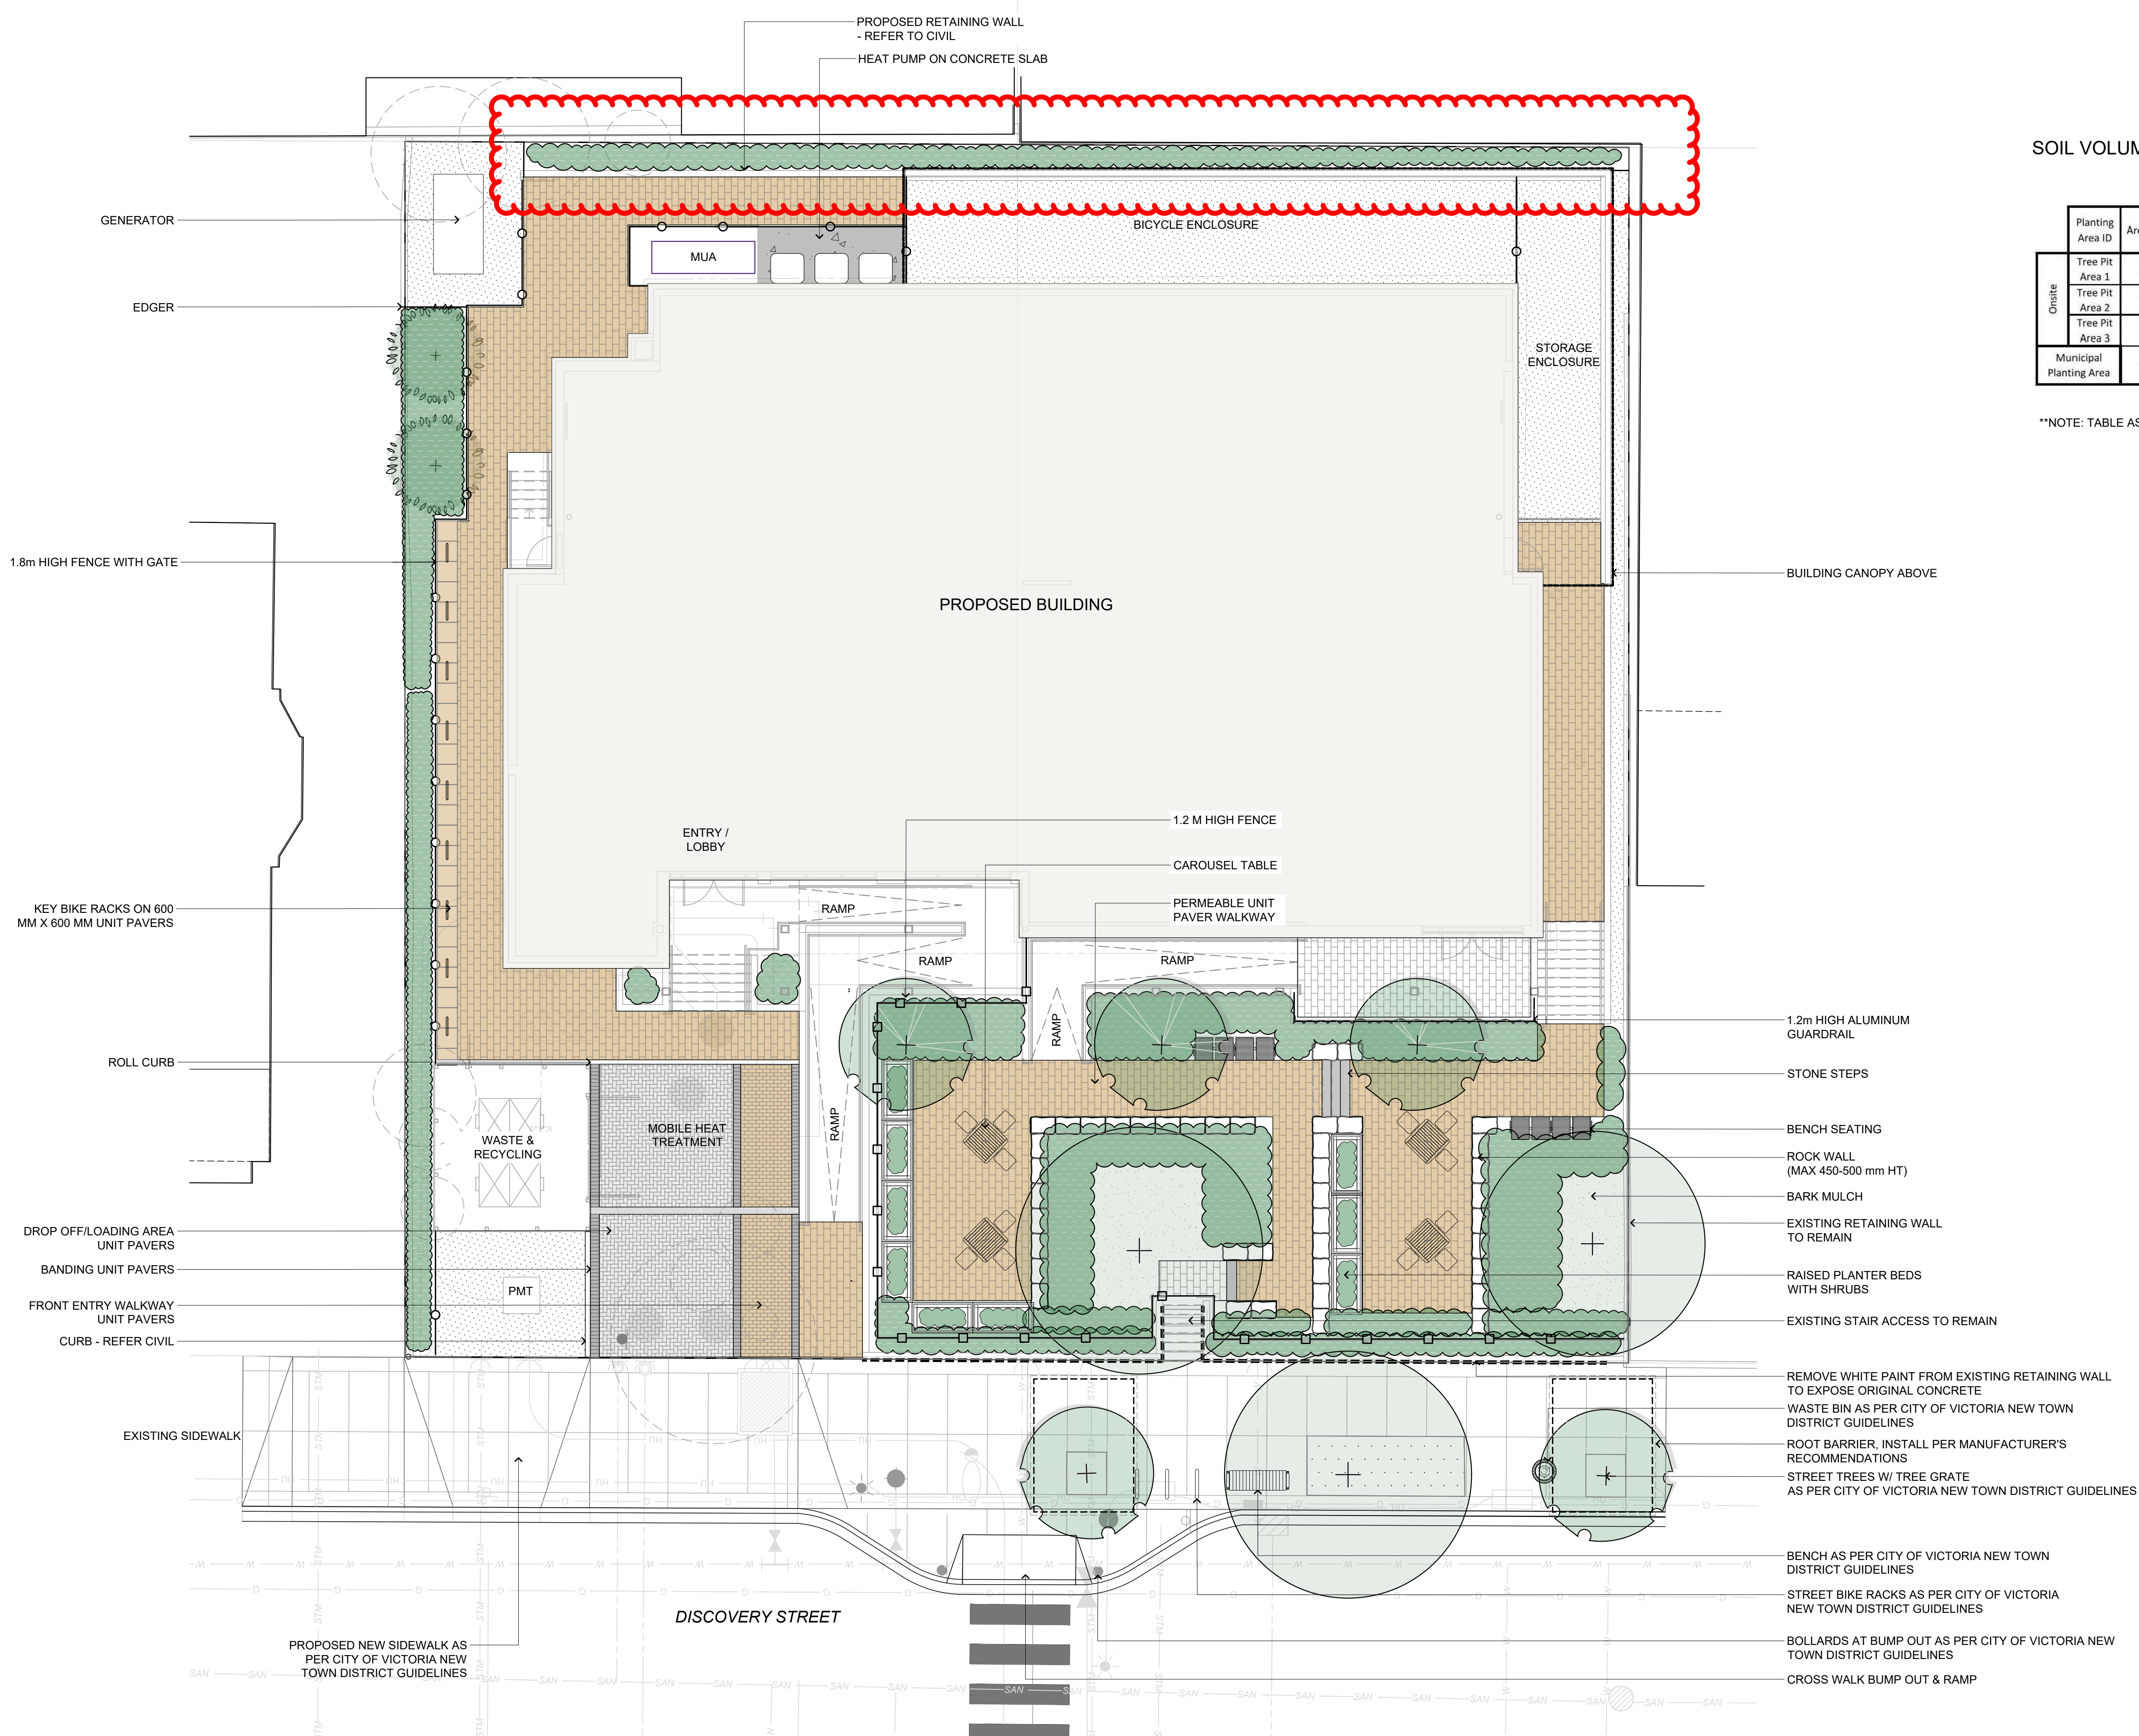 PROPOSED RETAINING WALL
- REFER TO CIVIL
HEAT PUMP ON CONCRETE SLAB
SOIL VOLUM
Planting
Area ID
Tree Pit
Area 1
Tree Pit
Area 2
Tree Pit
Area 3
Onsite
Municipal
Planting Area
**NOTE: TABLE AS
GENERATOR
BICYCLE ENCLOSURE
MUA
EDGER
STORAGE
ENCLOSURE
1.8m HIGH FENCE WITH GATE
BUILDING CANOPY ABOVE
PROPOSED BUILDING
1.2 M HIGH FENCE
ENTRY /
LOBBY
CAROUSEL TABLE
KEY BIKE RACKS ON 600
MM X 600 MM UNIT PAVERS
RAMP
PERMEABLE UNIT
PAVER WALKWAY
RAMP
RAMP
RAMP
RAMP
1.2m HIGH ALUMINUM
GUARDRAIL
ROLL CURB
STONE STEPS
WASTE &
RECYCLING
MOBILE HEAT
TREATMENT
BENCH SEATING
ROCK WALL
(MAX 450-500 mm HT)
BARK MULCH
DROP OFF/LOADING AREA
UNIT PAVERS
EXISTING RETAINING WALL
TO REMAIN
BANDING UNIT PAVERS
PMT
RAISED PLANTER BEDS
WITH SHRUBS
FRONT ENTRY WALKWAY
UNIT PAVERS
EXISTING STAIR ACCESS TO REMAIN
CURB - REFER CIVIL
REMOVE WHITE PAINT FROM EXISTING RETAINING WALL
TO EXPOSE ORIGINAL CONCRETE
WASTE BIN AS PER CITY OF VICTORIA NEW TOWN
DISTRICT GUIDELINES
EXISTING SIDEWALK
ROOT BARRIER, INSTALL PER MANUFACTURER'S
RECOMMENDATIONS
STREET TREES W/ TREE GRATE
AS PER CITY OF VICTORIA NEW TOWN DISTRICT GUIDELINES
BENCH AS PER CITY OF VICTORIA NEW TOWN
DISTRICT GUIDELINES
STREET BIKE RACKS AS PER CITY OF VICTORIA
NEW TOWN DISTRICT GUIDELINES
DISCOVERY STREET
PROPOSED NEW SIDEWALK AS
PER CITY OF VICTORIA NEW
TOWN DISTRICT GUIDELINES
BOLLARDS AT BUMP OUT AS PER CITY OF VICTORIA NEW
TOWN DISTRICT GUIDELINES
CROSS WALK BUMP OUT & RAMP